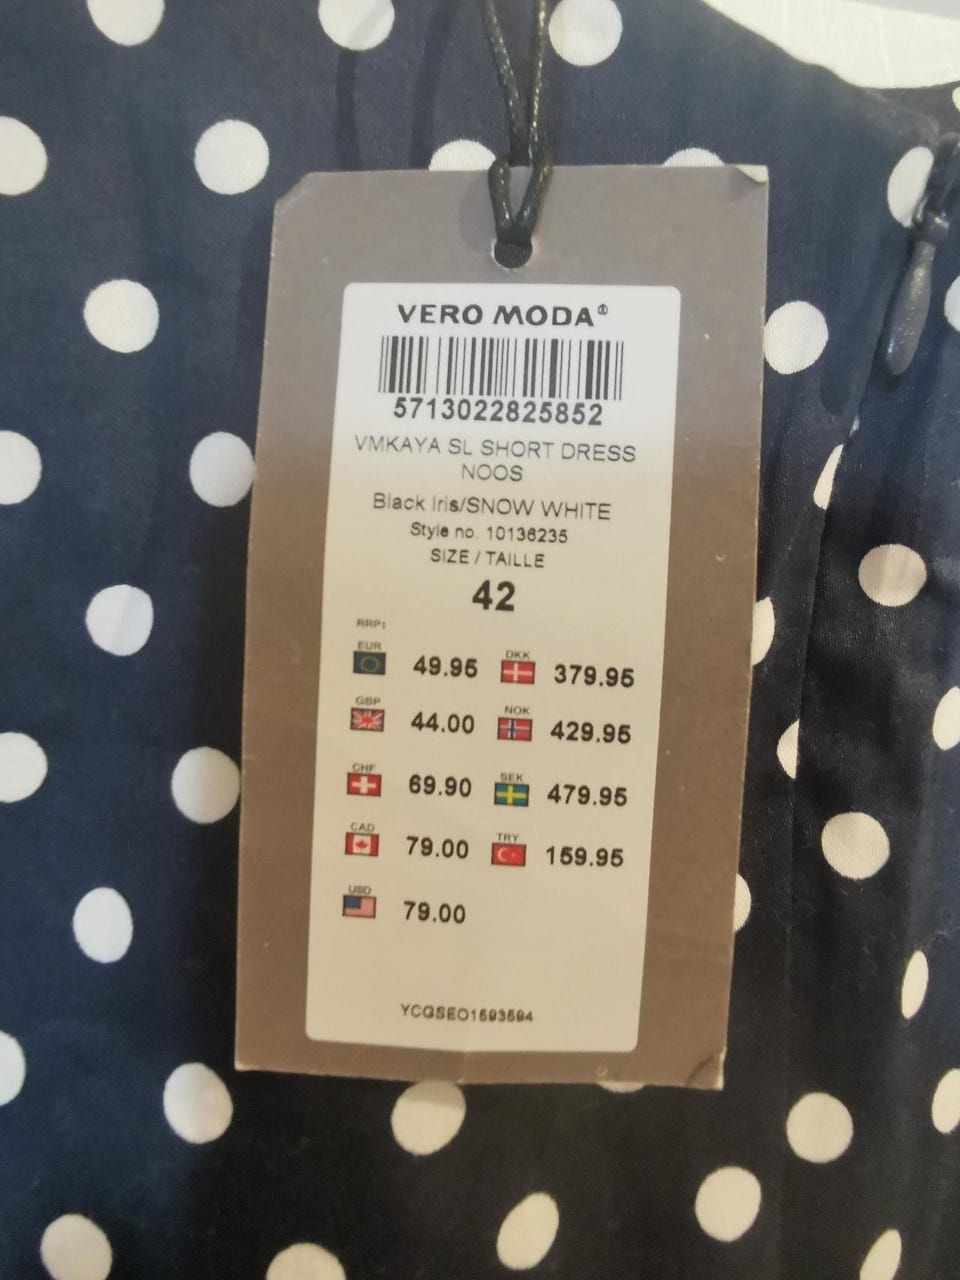 VERO MODA®
5713022825852
VMKAYA SL SHORT DRESS
NOOS
Black Iris/SNOW WHITE
Style no. 10136235
SIZE / TAILLE
42
RRP:
EUR 49.95 DKK 379.95
GBP 44.00 NOK 429.95
CHF 69.90 SEK 479.95
CAD 79.00 TRY 159.95
USD 79.00
YCGSEO1593594